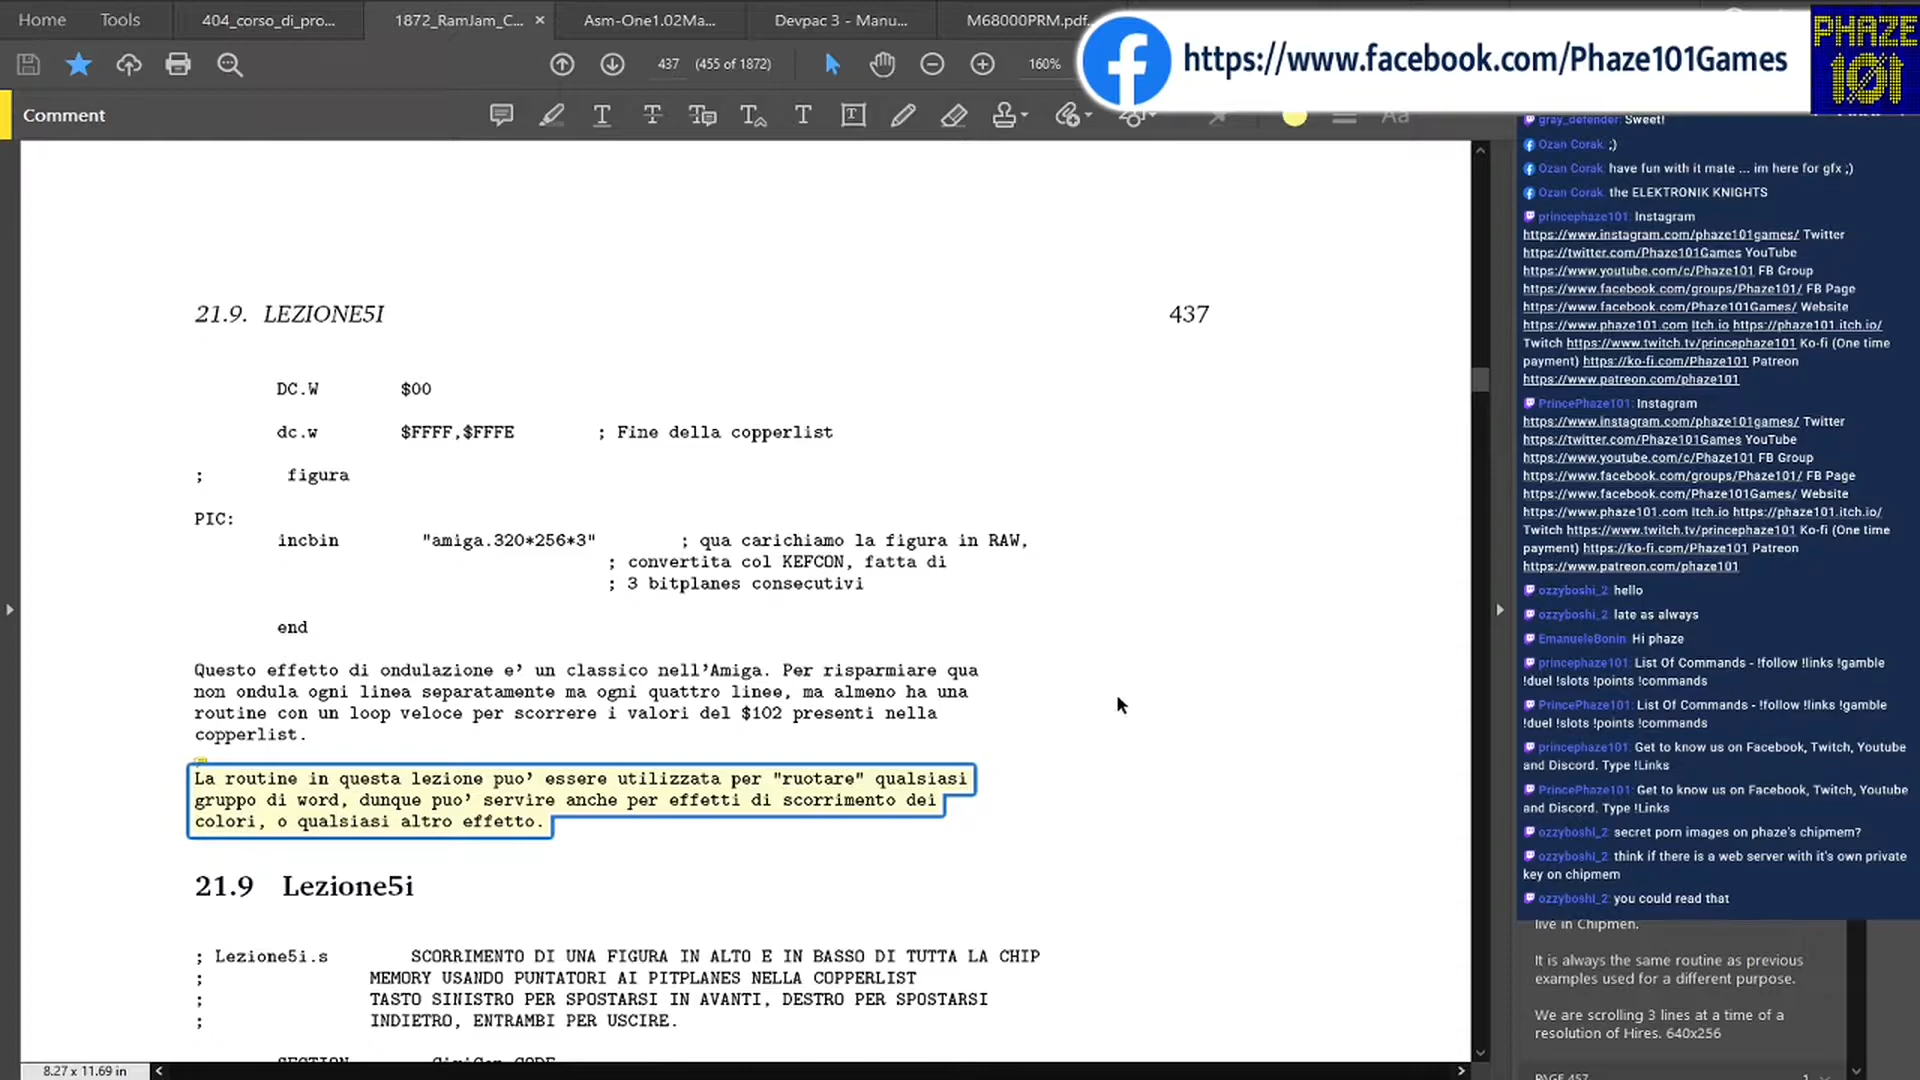 Home
Tools
404_corso_di_pro...
1872_RamJam_C... ×
Asm-One1.02Ma...
Devpac 3 - Manu...
M68000PRM.pdf
https://www.facebook.com/Phaze101Games
PHAZE
101
437
(455 of 1872)
160%
Comment
21.9. LEZIONE5I
437
DC.W $00
dc.w $FFFF,$FFFE ; Fine della copperlist
; figura
PIC:
incbin "amiga.320*256*3" ; qua carichiamo la figura in RAW,
; convertita col KEFCON, fatta di
; 3 bitplanes consecutivi
end
Questo effetto di ondulazione e' un classico nell'Amiga. Per risparmiare qua
non ondula ogni linea separatamente ma ogni quattro linee, ma almeno ha una
routine con un loop veloce per scorrere i valori del $102 presenti nella
copperlist.
La routine in questa lezione puo' essere utilizzata per "ruotare" qualsiasi
gruppo di word, dunque puo' servire anche per effetti di scorrimento dei
colori, o qualsiasi altro effetto.
21.9 Lezione5i
; Lezione5i.s SCORRIMENTO DI UNA FIGURA IN ALTO E IN BASSO DI TUTTA LA CHIP
; MEMORY USANDO PUNTATORI AI PITPLANES NELLA COPPERLIST
; TASTO SINISTRO PER SPOSTARSI IN AVANTI, DESTRO PER SPOSTARSI
; INDIETRO, ENTRAMBI PER USCIRE.
8.27 x 11.69 in
gray_defender: Sweet!
Ozan Corak: ;)
Ozan Corak: have fun with it mate ... im here for gfx ;)
Ozan Corak: the ELEKTRONIK KNIGHTS
princephaze101: Instagram
https://www.instagram.com/phaze101games/ Twitter
https://twitter.com/Phaze101Games YouTube
https://www.youtube.com/c/Phaze101 FB Group
https://www.facebook.com/groups/Phaze101/ FB Page
https://www.facebook.com/Phaze101Games/ Website
https://www.phaze101.com Itch.io https://phaze101.itch.io/
Twitch https://www.twitch.tv/princephaze101 Ko-fi (One time
payment) https://ko-fi.com/Phaze101 Patreon
https://www.patreon.com/phaze101
PrincePhaze101: Instagram
https://www.instagram.com/phaze101games/ Twitter
https://twitter.com/Phaze101Games YouTube
https://www.youtube.com/c/Phaze101 FB Group
https://www.facebook.com/groups/Phaze101/ FB Page
https://www.facebook.com/Phaze101Games/ Website
https://www.phaze101.com Itch.io https://phaze101.itch.io/
Twitch https://www.twitch.tv/princephaze101 Ko-fi (One time
payment) https://ko-fi.com/Phaze101 Patreon
https://www.patreon.com/phaze101
ozzyboshi_2: hello
ozzyboshi_2: late as always
EmanueleBonin: Hi phaze
princephaze101: List Of Commands - !follow !links !gamble
!duel !slots !points !commands
PrincePhaze101: List Of Commands - !follow !links !gamble
!duel !slots !points !commands
princephaze101: Get to know us on Facebook, Twitch, Youtube
and Discord. Type !Links
PrincePhaze101: Get to know us on Facebook, Twitch, Youtube
and Discord. Type !Links
ozzyboshi_2: secret porn images on phaze's chipmem?
ozzyboshi_2: think if there is a web server with it's own private
key on chipmem
ozzyboshi_2: you could read that
live in Chipmen.
It is always the same routine as previous
examples used for a different purpose.
We are scrolling 3 lines at a time of a
resolution of Hires. 640x256
PAGE 457